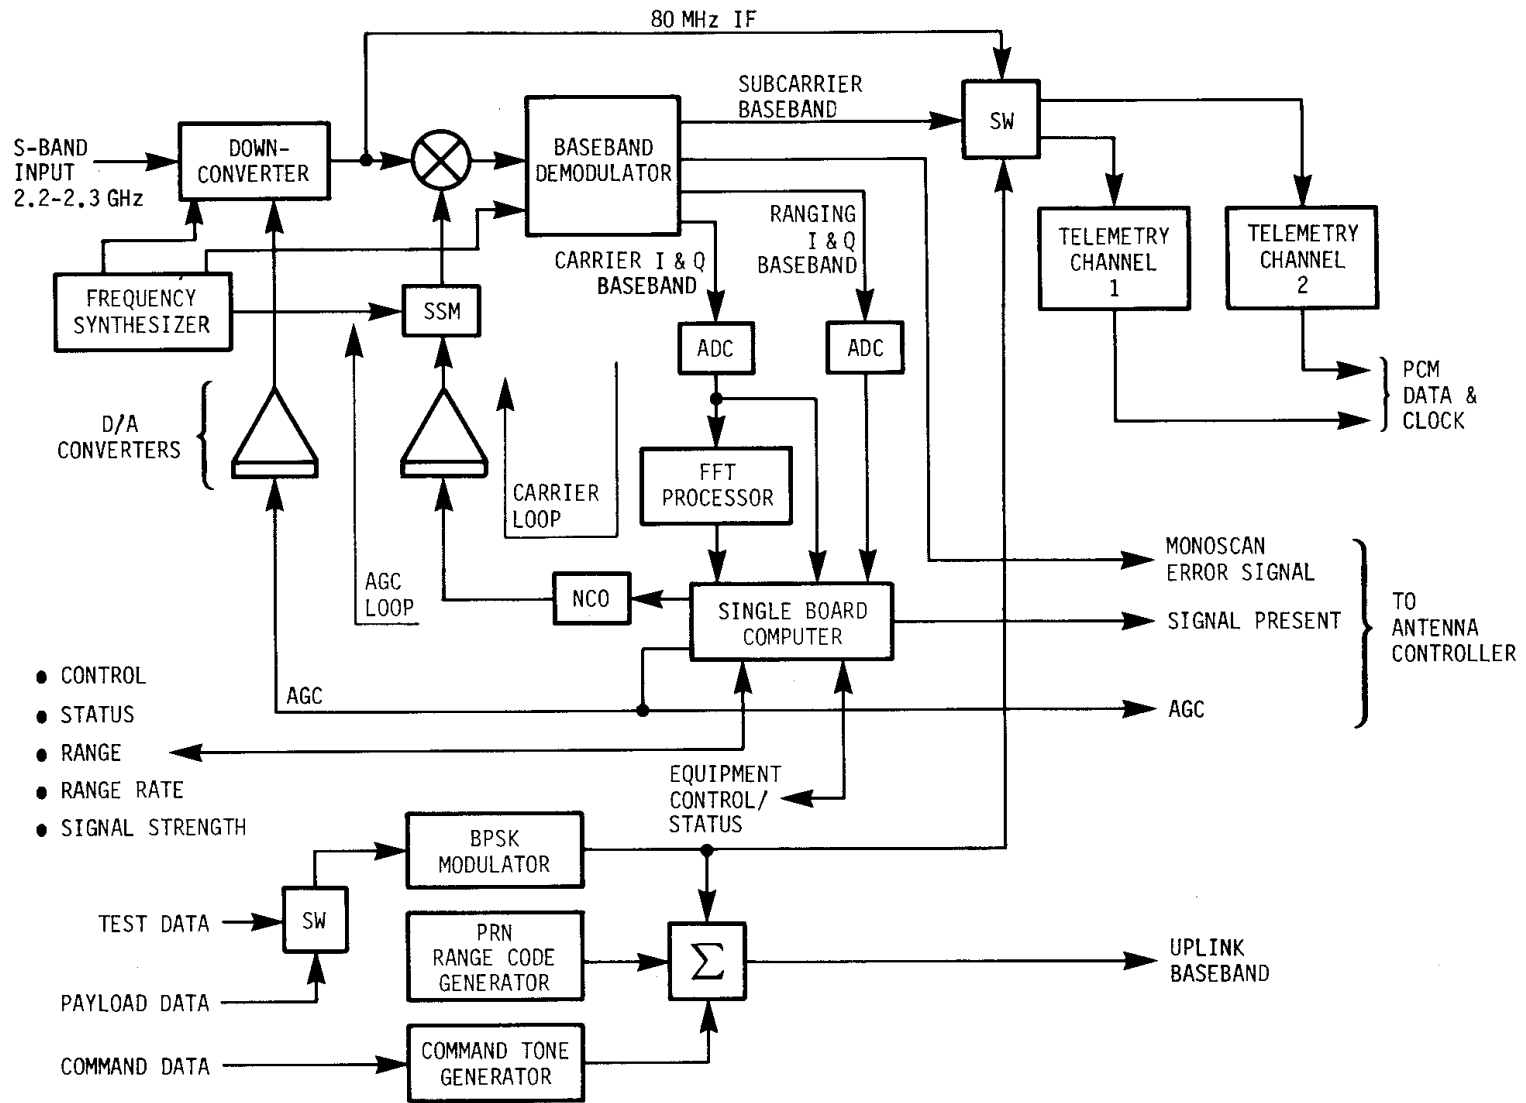 80 MHz IF
SUBCARRIER
BASEBAND
S-BAND
INPUT
2.2-2.3 GHz
DOWN-
CONVERTER
BASEBAND
DEMODULATOR
SW
RANGING
I & Q
BASEBAND
CARRIER I & Q
BASEBAND
TELEMETRY
CHANNEL
1
TELEMETRY
CHANNEL
2
FREQUENCY
SYNTHESIZER
SSM
ADC
ADC
PCM
DATA &
CLOCK
D/A
CONVERTERS
FFT
PROCESSOR
CARRIER
LOOP
AGC
LOOP
NCO
SINGLE BOARD
COMPUTER
MONOSCAN
ERROR SIGNAL
SIGNAL PRESENT
AGC
TO
ANTENNA
CONTROLLER
AGC
• CONTROL
• STATUS
• RANGE
• RANGE RATE
• SIGNAL STRENGTH
EQUIPMENT
CONTROL/
STATUS
BPSK
MODULATOR
TEST DATA
SW
PAYLOAD DATA
PRN
RANGE CODE
GENERATOR
Σ
UPLINK
BASEBAND
COMMAND DATA
COMMAND TONE
GENERATOR